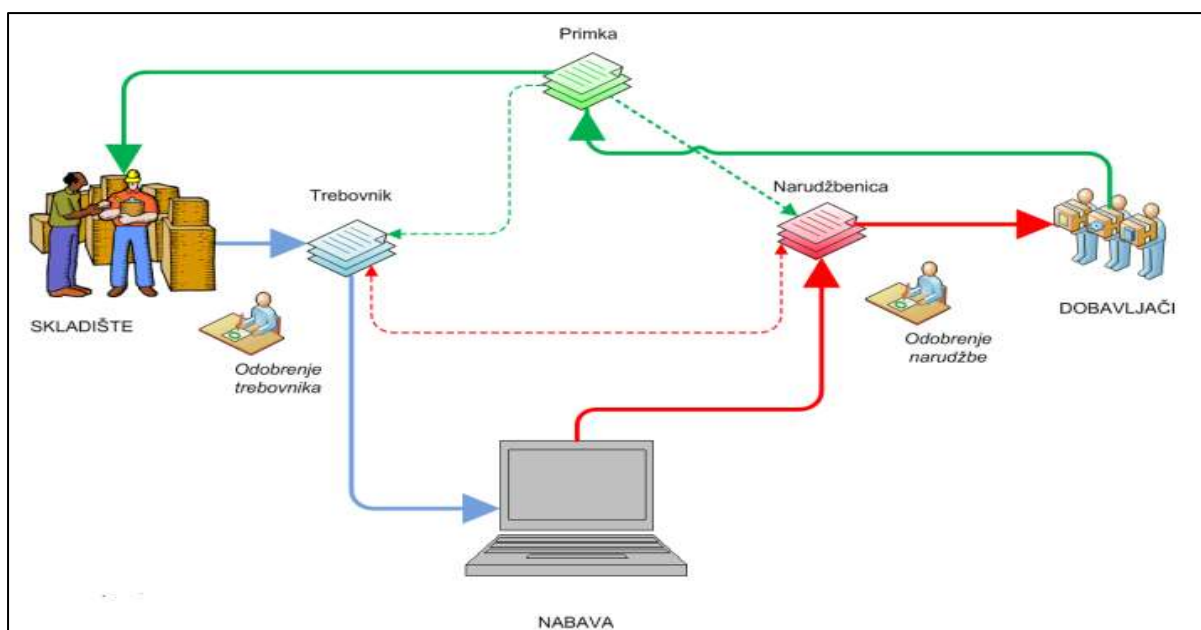 Primka
Trebovnik
Narudžbenica
SKLADIŠTE
DOBAVLJAČI
Odobrenje
trebovnika
Odobrenje
narudžbe
NABAVA